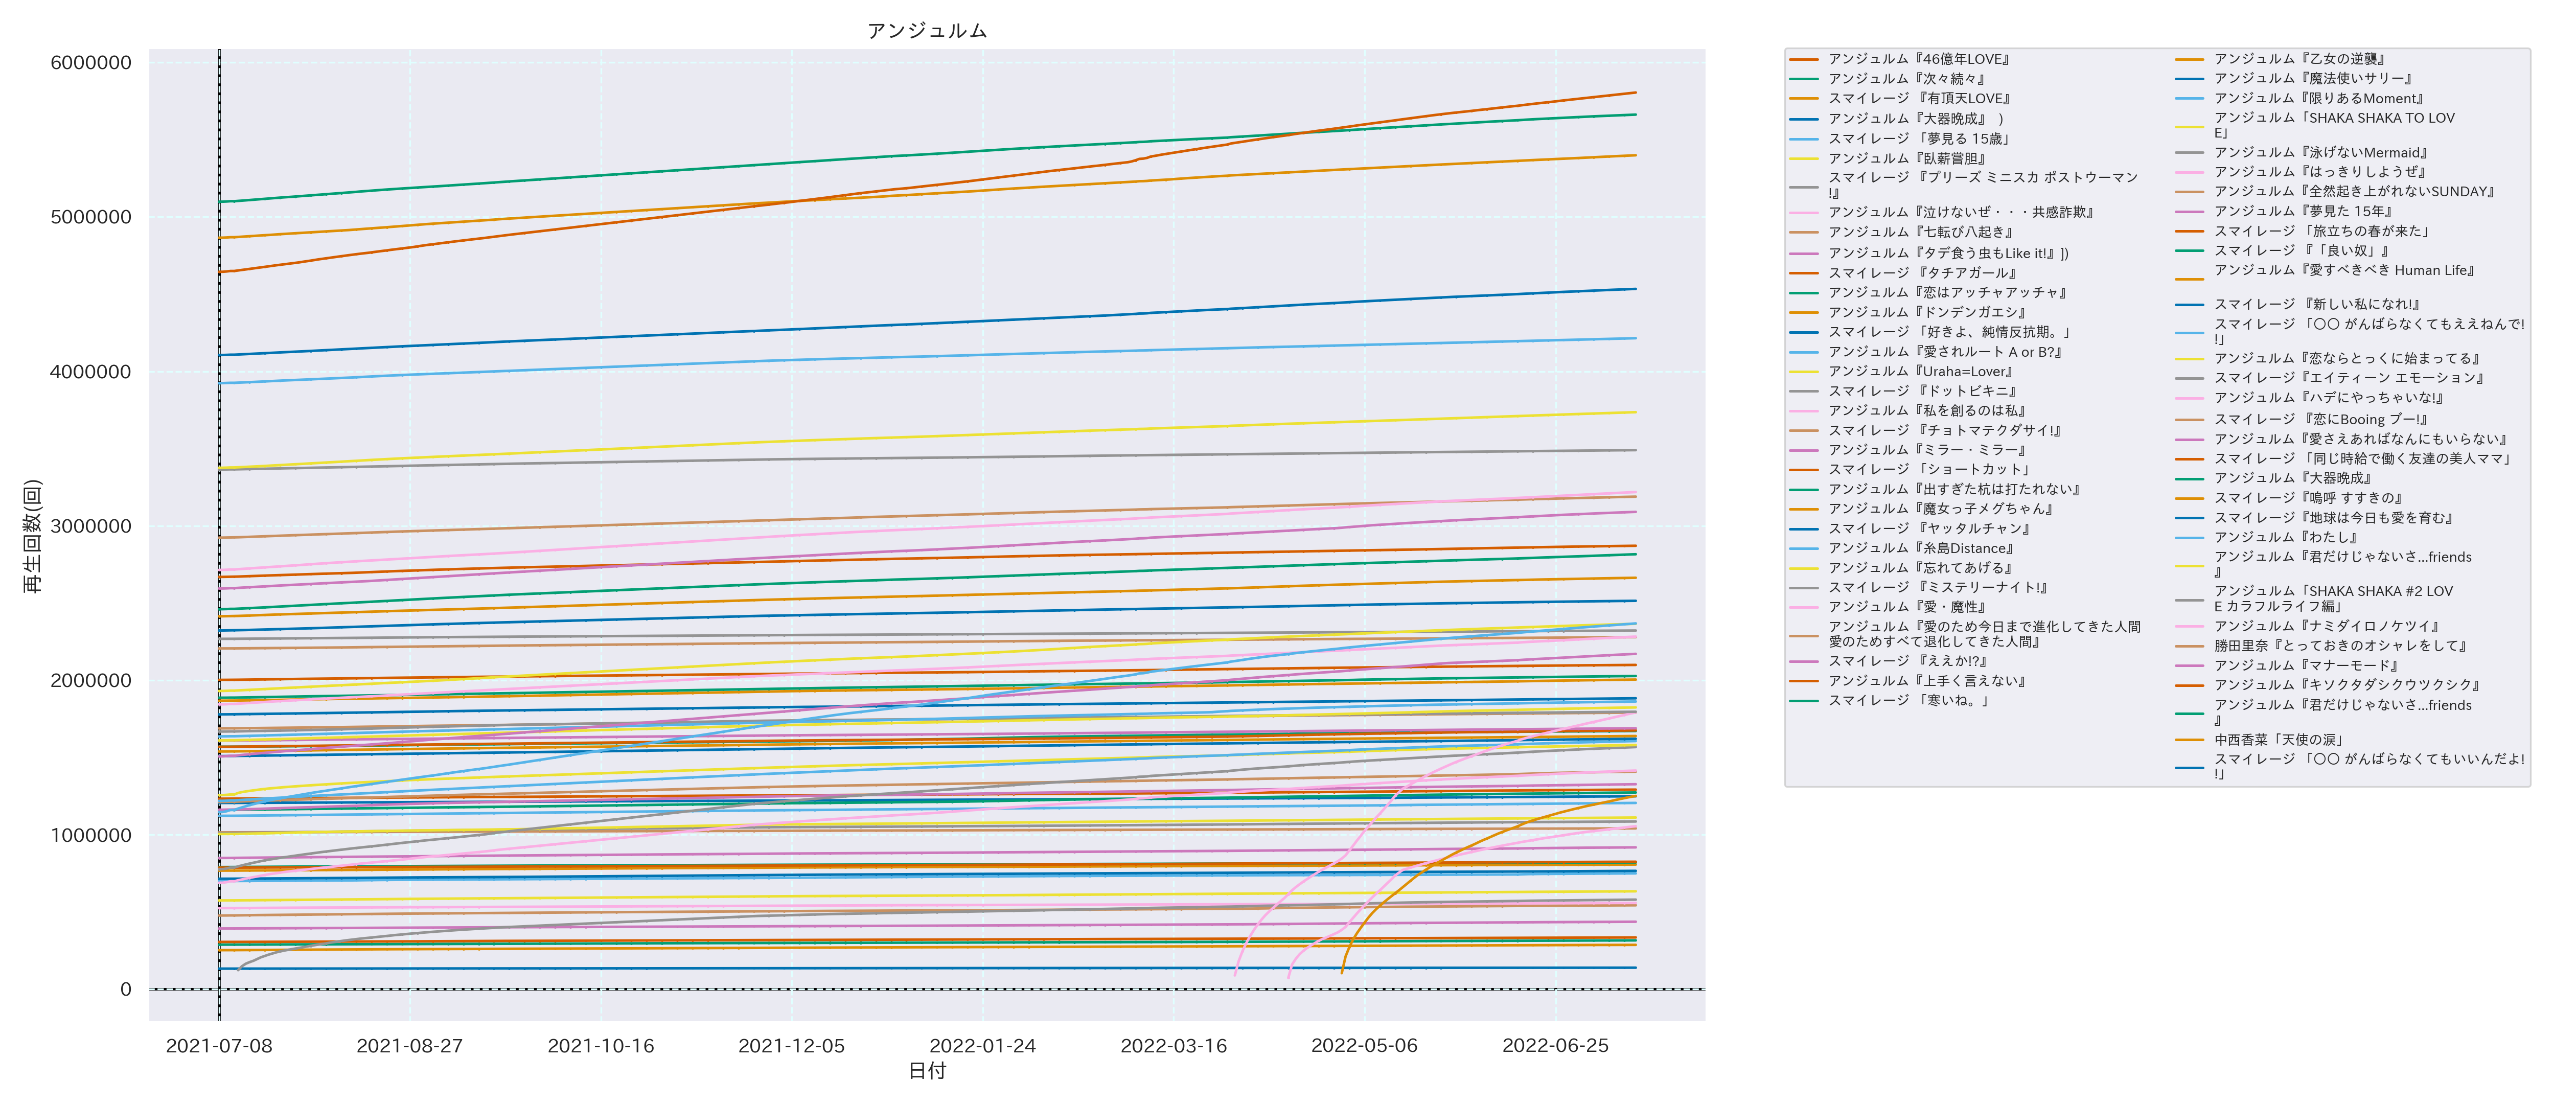 アンジュルム
再生回数(回)
6000000
5000000
4000000
3000000
2000000
1000000
0
2021-07-08
2021-08-27
2021-10-16
2021-12-05
2022-01-24
2022-03-16
2022-05-06
2022-06-25
日付
アンジュルム『46億年LOVE』
アンジュルム『次々続々』
スマイレージ 『有頂天LOVE』
アンジュルム『大器晩成』 )
スマイレージ 「夢見る 15歳」
アンジュルム『臥薪嘗胆』
スマイレージ 『プリーズ ミニスカ ポストウーマン
!』
アンジュルム『泣けないぜ・・・共感詐欺』
アンジュルム『七転び八起き』
アンジュルム『タデ食う虫もLike it!』])
スマイレージ 『タチアガール』
アンジュルム『恋はアッチャアッチャ』
アンジュルム『ドンデンガエシ』
スマイレージ 「好きよ、純情反抗期。」
アンジュルム『愛されルート A or B?』
アンジュルム『Uraha=Lover』
スマイレージ 『ドットビキニ』
アンジュルム『私を創るのは私』
スマイレージ 『チョトマテクダサイ!』
アンジュルム『ミラー・ミラー』
スマイレージ 「ショートカット」
アンジュルム『出すぎた杭は打たれない』
アンジュルム『魔女っ子メグちゃん』
スマイレージ 『ヤッタルチャン』
アンジュルム『糸島Distance』
アンジュルム『忘れてあげる』
スマイレージ 『ミステリーナイト!』
アンジュルム『愛・魔性』
アンジュルム『愛のため今日まで進化してきた人間
愛のためすべて退化してきた人間』
スマイレージ 『ええか!?』
アンジュルム『上手く言えない』
スマイレージ 「寒いね。」
アンジュルム『乙女の逆襲』
アンジュルム『魔法使いサリー』
アンジュルム『限りあるMoment』
アンジュルム「SHAKA SHAKA TO LOV
E」
アンジュルム『泳げないMermaid』
アンジュルム『はっきりしようぜ』
アンジュルム『全然起き上がれないSUNDAY』
アンジュルム『夢見た 15年』
スマイレージ 「旅立ちの春が来た」
スマイレージ 『「良い奴」』
アンジュルム『愛すべきべき Human Life』
スマイレージ 『新しい私になれ!』
スマイレージ 「〇〇 がんばらなくてもええねんで!
!」
アンジュルム『恋ならとっくに始まってる』
スマイレージ『エイティーン エモーション』
アンジュルム『ハデにやっちゃいな!』
スマイレージ 『恋にBooing ブー!』
アンジュルム『愛さえあればなんにもいらない』
スマイレージ 「同じ時給で働く友達の美人ママ」
アンジュルム『大器晩成』
スマイレージ『嗚呼 すすきの』
スマイレージ『地球は今日も愛を育む』
アンジュルム『わたし』
アンジュルム『君だけじゃないさ...friends
』
アンジュルム「SHAKA SHAKA #2 LOV
E カラフルライフ編」
アンジュルム『ナミダイロノケツイ』
勝田里奈『とっておきのオシャレをして』
アンジュルム『マナーモード』
アンジュルム『キソクタダシクウツクシク』
アンジュルム『君だけじゃないさ...friends
』
中西香菜「天使の涙」
スマイレージ 「〇〇 がんばらなくてもいいんだよ!
!」